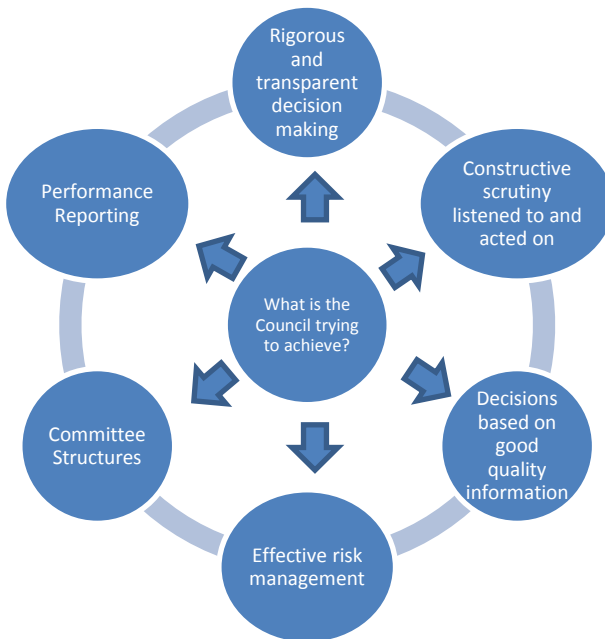 Rigorous
and
transparent
decision
making
Constructive
scrutiny
listened to and
acted on
Decisions
based on
good
quality
information
Effective risk
management
Committee
Structures
Performance
Reporting
What is the
Council trying
to achieve?